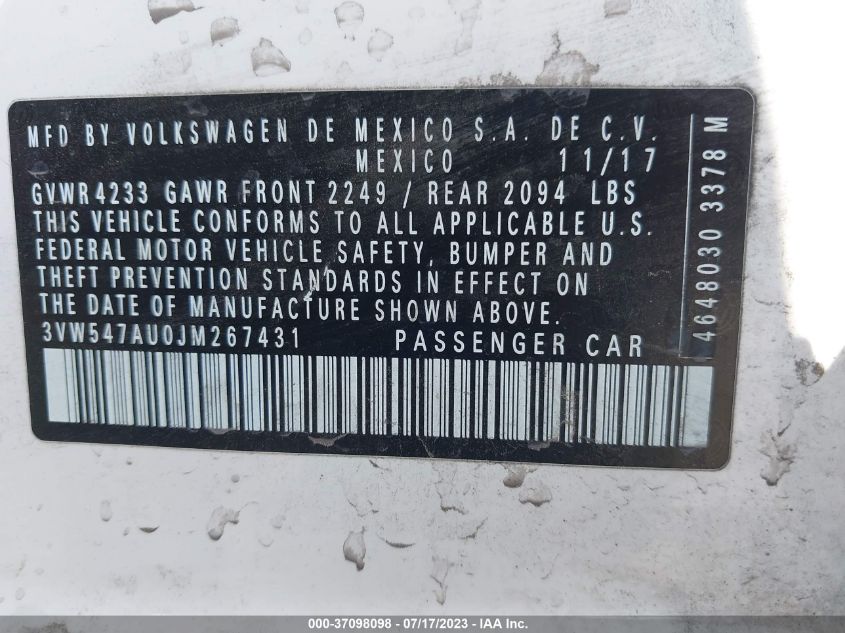 MFD BY VOLKSWAGEN DE MEXICO S.A. DE C.V.
MEXICO 11/17
GVWR 4233 GAWR FRONT 2249 / REAR 2094 LBS
THIS VEHICLE CONFORMS TO ALL APPLICABLE U.S.
FEDERAL MOTOR VEHICLE SAFETY, BUMPER AND
THEFT PREVENTION STANDARDS IN EFFECT ON
THE DATE OF MANUFACTURE SHOWN ABOVE.
3VW547AU0JM267431 PASSENGER CAR
4648030 3378 M
000-37098098 - 07/17/2023 - IAA Inc.